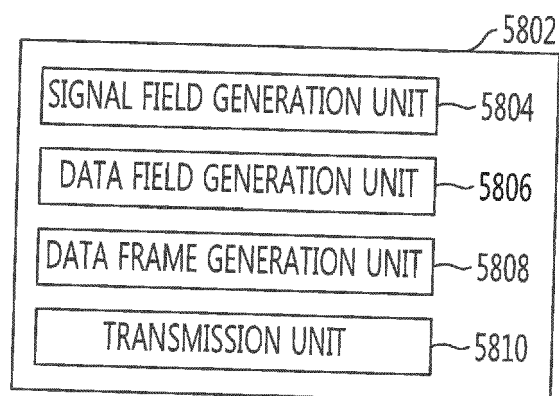 5802
SIGNAL FIELD GENERATION UNIT 5804
DATA FIELD GENERATION UNIT 5806
DATA FRAME GENERATION UNIT 5808
TRANSMISSION UNIT 5810